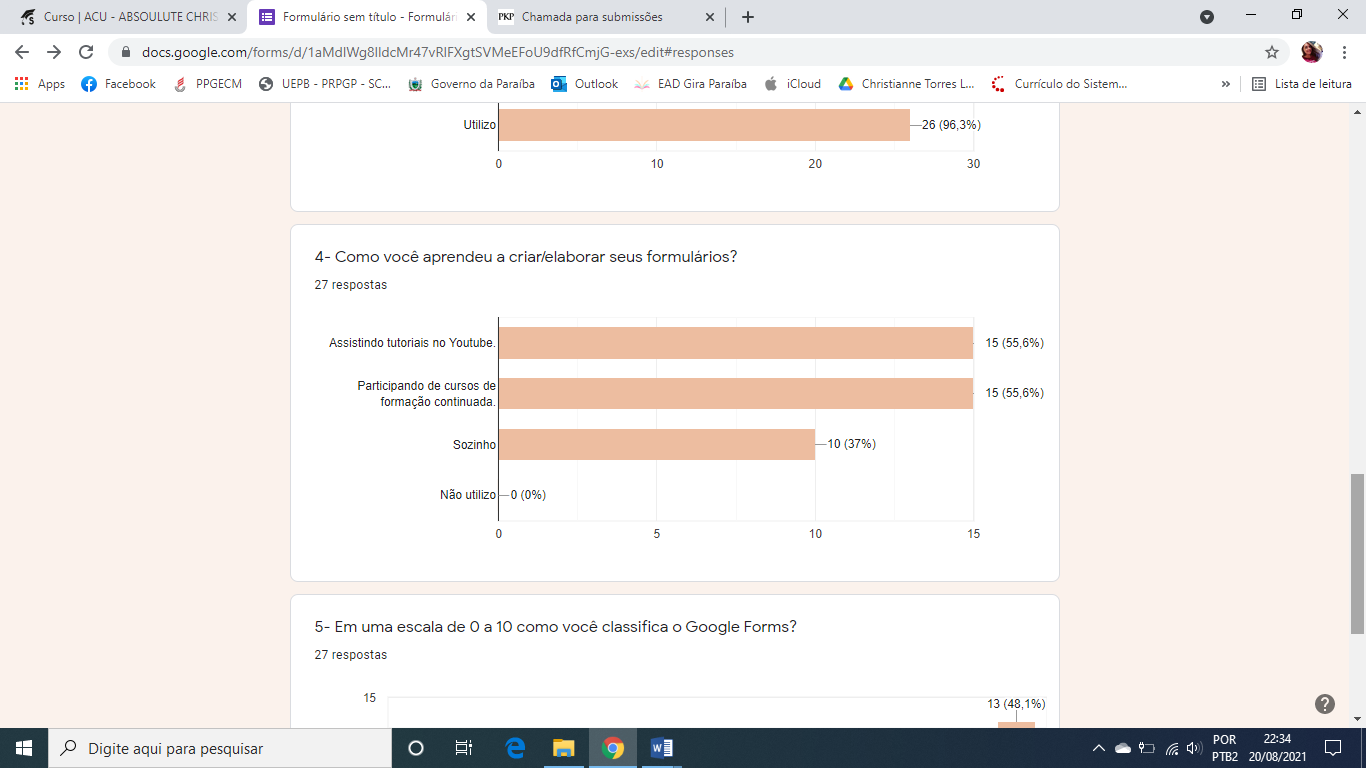 Curso | ACU - ABSOULUTE CHRIS
Formulário sem título - Formulári
PKP Chamada para submissões
docs.google.com/forms/d/1aMdIWg8IldcMr47vRlFXgtSVMeEFoU9dfRfCmjG-exs/edit#responses
Apps Facebook PPGECM UEPB - PRPGP - SC... Governo da Paraíba Outlook EAD Gira Paraíba iCloud Christianne Torres L... Currículo do Sistem... » Lista de leitura
Utilizo
26 (96,3%)
0 10 20 30
4- Como você aprendeu a criar/elaborar seus formulários?
27 respostas
Assistindo tutoriais no Youtube.
15 (55,6%)
Participando de cursos de
formação continuada.
15 (55,6%)
Sozinho
10 (37%)
Não utilizo
0 (0%)
0 5 10 15
5- Em uma escala de 0 a 10 como você classifica o Google Forms?
27 respostas
15
13 (48,1%)
Digite aqui para pesquisar
POR
PTB2
22:34
20/08/2021